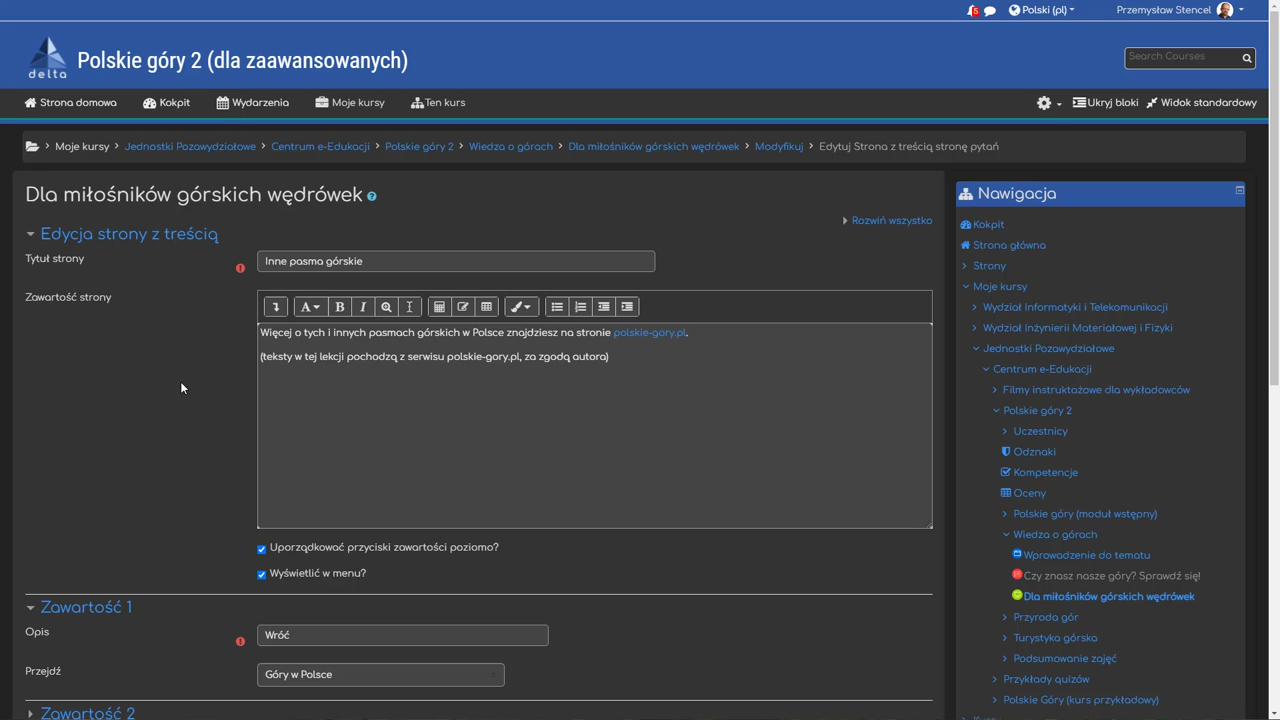 5
Polski (pl)
Przemysław Stencel
delta
Polskie góry 2 (dla zaawansowanych)
Search Courses
Strona domowa
Kokpit
Wydarzenia
Moje kursy
Ten kurs
Ukryj bloki
Widok standardowy
Moje kursy
Jednostki Pozawydziałowe
Centrum e-Edukacji
Polskie góry 2
Wiedza o górach
Dla miłośników górskich wędrówek
Modyfikuj
Edytuj Strona z treścią stronę pytań
Dla miłośników górskich wędrówek
Rozwiń wszystko
Edycja strony z treścią
Tytuł strony
Inne pasma górskie
Zawartość strony
Więcej o tych i innych pasmach górskich w Polsce znajdziesz na stronie polskie-gory.pl.
(teksty w tej lekcji pochodzą z serwisu polskie-gory.pl, za zgodą autora)
Uporządkować przyciski zawartości poziomo?
Wyświetlić w menu?
Zawartość 1
Opis
Wróć
Przejdź
Góry w Polsce
Zawartość 2
Nawigacja
Kokpit
Strona główna
Strony
Moje kursy
Wydział Informatyki i Telekomunikacji
Wydział Inżynierii Materiałowej i Fizyki
Jednostki Pozawydziałowe
Centrum e-Edukacji
Filmy instruktażowe dla wykładowców
Polskie góry 2
Uczestnicy
Odznaki
Kompetencje
Oceny
Polskie góry (moduł wstępny)
Wiedza o górach
Wprowadzenie do tematu
Czy znasz nasze góry? Sprawdź się!
Dla miłośników górskich wędrówek
Przyroda gór
Turystyka górska
Podsumowanie zajęć
Przykłady quizów
Polskie Góry (kurs przykładowy)